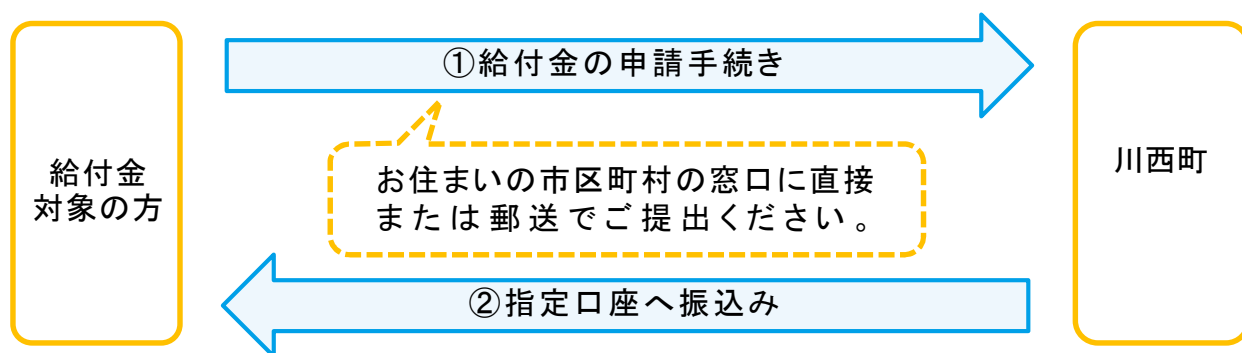 給付金
対象の方
①給付金の申請手続き
お住まいの市区町村の窓口に直接
または郵送でご提出ください。
②指定口座へ振込み
川西町